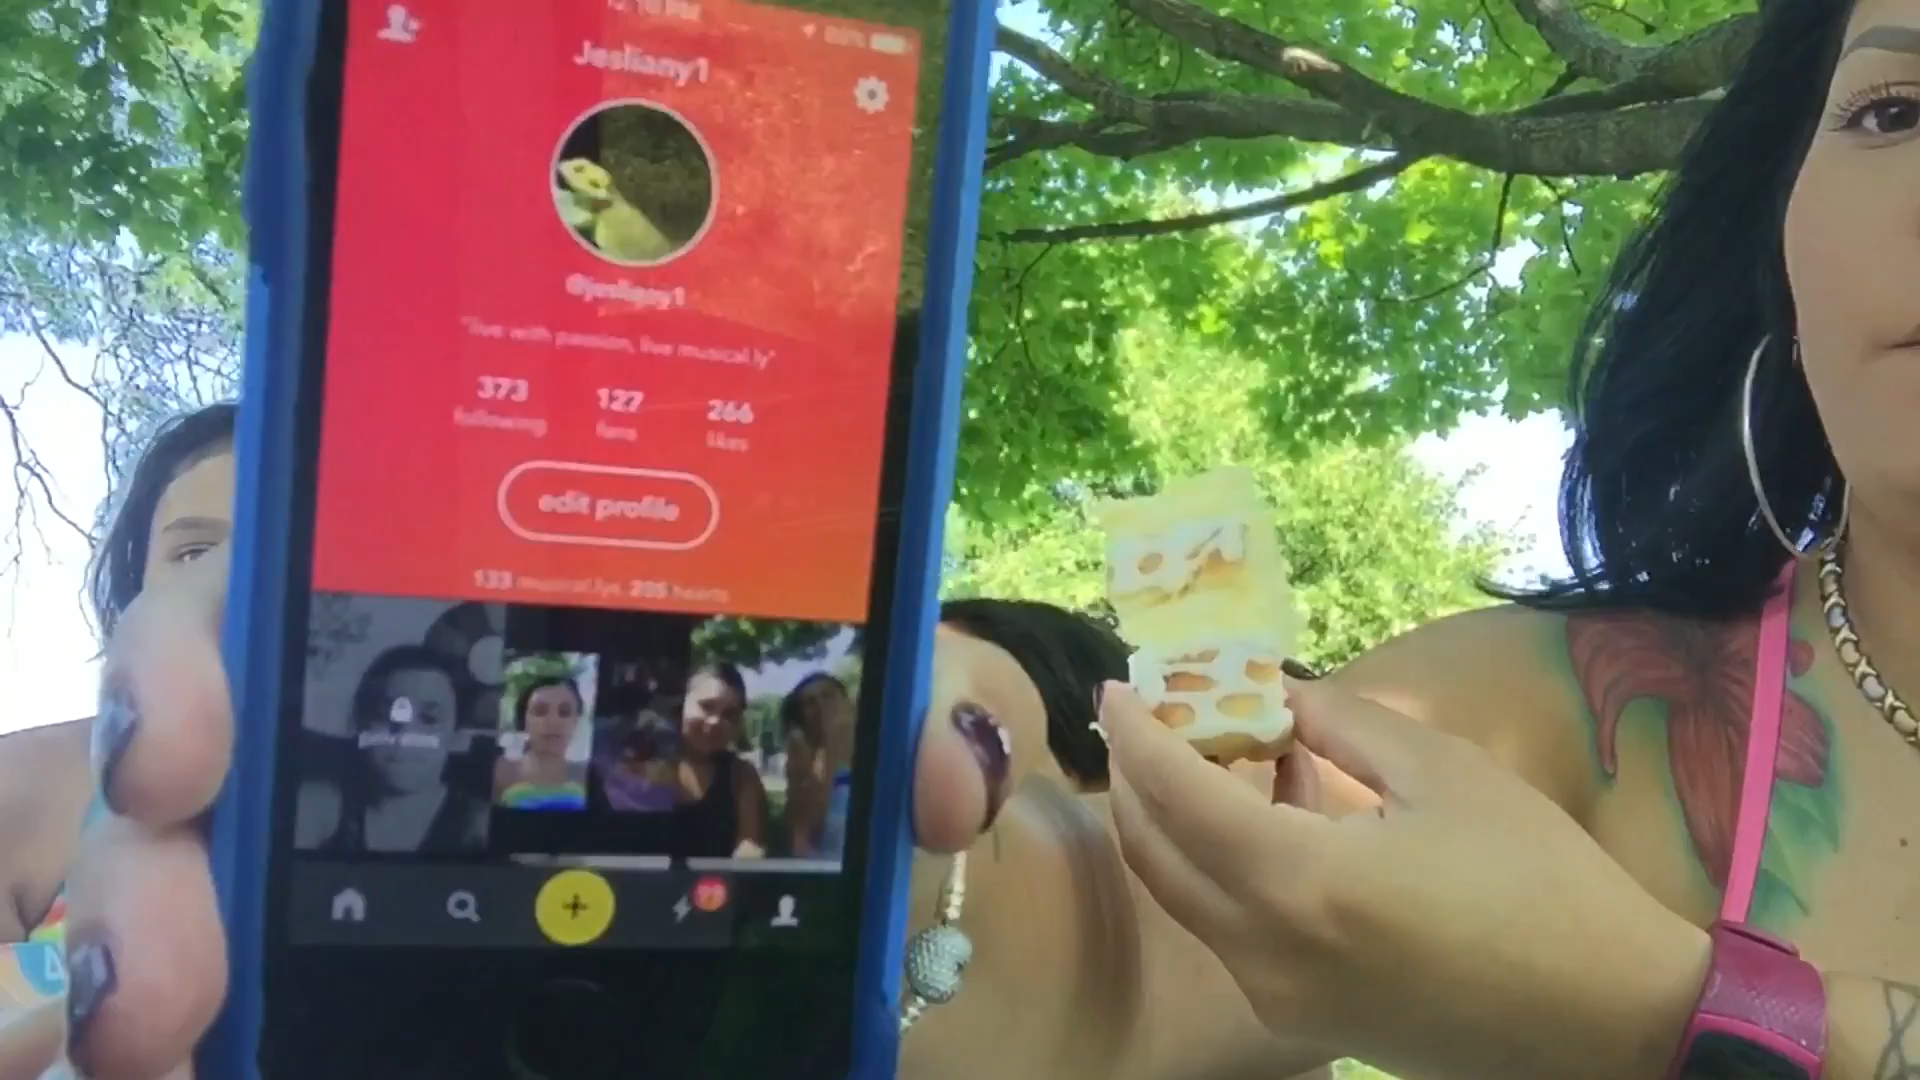 Jesliany1
@jesliany1
"live with passion, live musical.ly"
373 127 266
following fans likes
edit profile
133 musical.lys, 205 hearts